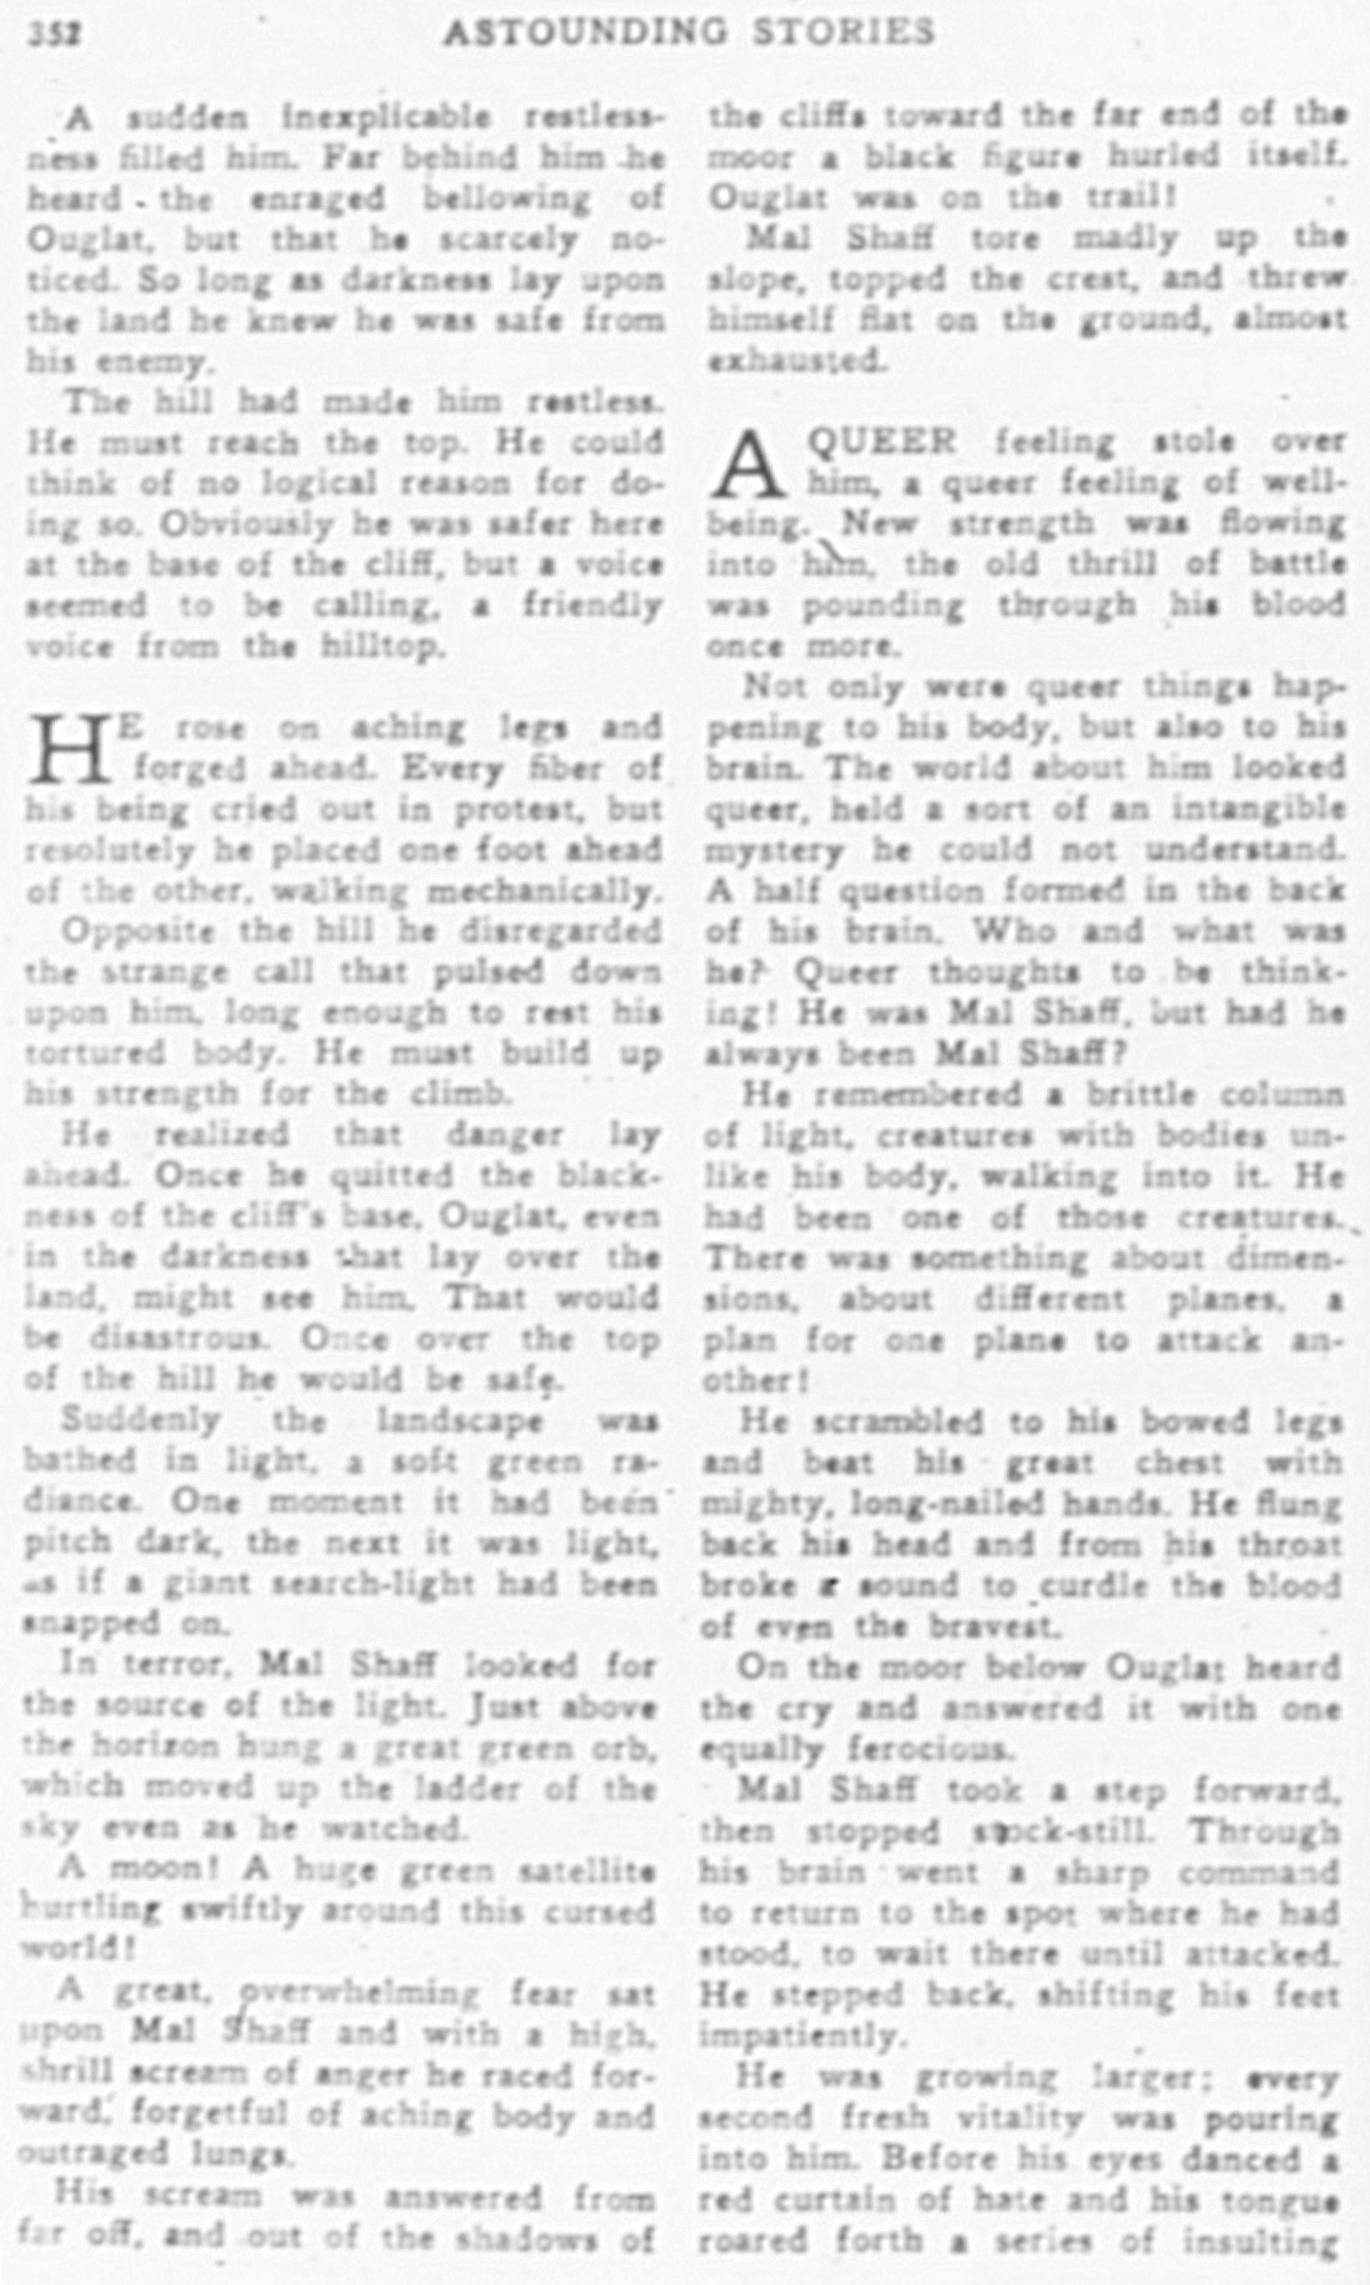 352
ASTOUNDING STORIES
A sudden inexplicable restless-
ness filled him. Far behind him he
heard the enraged bellowing of
Ouglat, but that he scarcely no-
ticed. So long as darkness lay upon
the land he knew he was safe from
his enemy.
The hill had made him restless.
He must reach the top. He could
think of no logical reason for do-
ing so. Obviously he was safer here
at the base of the cliff, but a voice
seemed to be calling, a friendly
voice from the hilltop.
HE rose on aching legs and
forged ahead. Every fiber of
his being cried out in protest, but
resolutely he placed one foot ahead
of the other, walking mechanically.
Opposite the hill he disregarded
the strange call that pulsed down
upon him, long enough to rest his
tortured body. He must build up
his strength for the climb.
He realized that danger lay
ahead. Once he quitted the black-
ness of the cliff's base, Ouglat, even
in the darkness that lay over the
land, might see him. That would
be disastrous. Once over the top
of the hill he would be safe.
Suddenly the landscape was
bathed in light, a soft green ra-
diance. One moment it had been
pitch dark, the next it was light,
as if a giant search-light had been
snapped on.
In terror, Mal Shaff looked for
the source of the light. Just above
the horizon hung a great green orb,
which moved up the ladder of the
sky even as he watched.
A moon! A huge green satellite
hurtling swiftly around this cursed
world!
A great, overwhelming fear sat
upon Mal Shaff and with a high,
shrill scream of anger he raced for-
ward, forgetful of aching body and
outraged lungs.
His scream was answered from
far off, and out of the shadows of
the cliffs toward the far end of the
moor a black figure hurled itself.
Ouglat was on the trail!
Mal Shaff tore madly up the
slope, topped the crest, and threw
himself flat on the ground, almost
exhausted.
A QUEER feeling stole over
him, a queer feeling of well-
being. New strength was flowing
into him, the old thrill of battle
was pounding through his blood
once more.
Not only were queer things hap-
pening to his body, but also to his
brain. The world about him looked
queer, held a sort of an intangible
mystery he could not understand.
A half question formed in the back
of his brain. Who and what was
he? Queer thoughts to be think-
ing! He was Mal Shaff, but had he
always been Mal Shaff?
He remembered a brittle column
of light, creatures with bodies un-
like his body, walking into it. He
had been one of those creatures.
There was something about dimen-
sions, about different planes, a
plan for one plane to attack an-
other!
He scrambled to his bowed legs
and beat his great chest with
mighty, long-nailed hands. He flung
back his head and from his throat
broke a sound to curdle the blood
of even the bravest.
On the moor below Ouglat heard
the cry and answered it with one
equally ferocious.
Mal Shaff took a step forward,
then stopped stock-still. Through
his brain went a sharp command
to return to the spot where he had
stood, to wait there until attacked.
He stepped back, shifting his feet
impatiently.
He was growing larger; every
second fresh vitality was pouring
into him. Before his eyes danced a
red curtain of hate and his tongue
roared forth a series of insulting